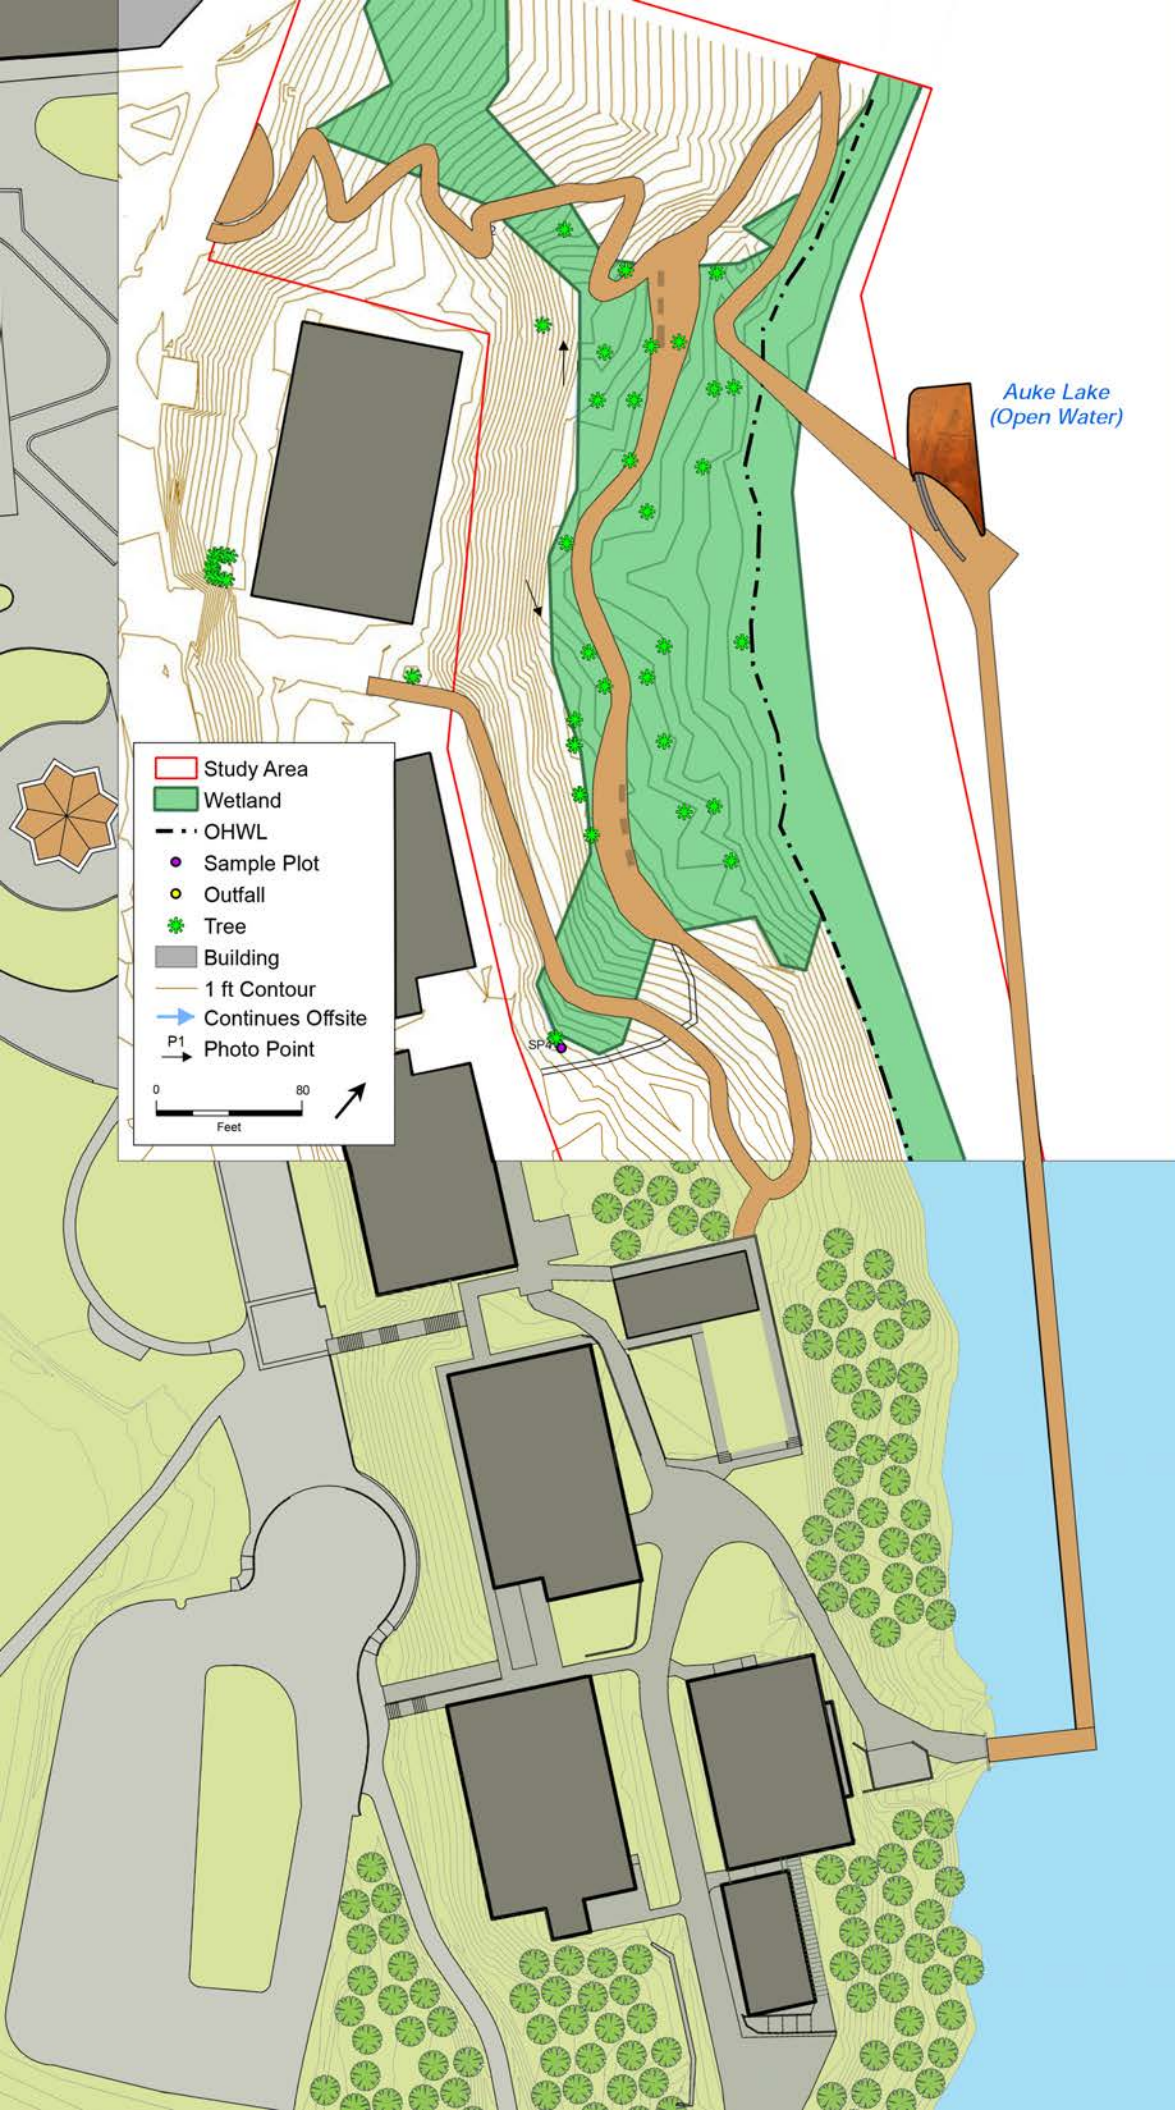 Auke Lake
(Open Water)
Study Area
Wetland
OHWL
Sample Plot
Outfall
Tree
Building
1 ft Contour
Continues Offsite
P1
Photo Point
0
80
Feet
2